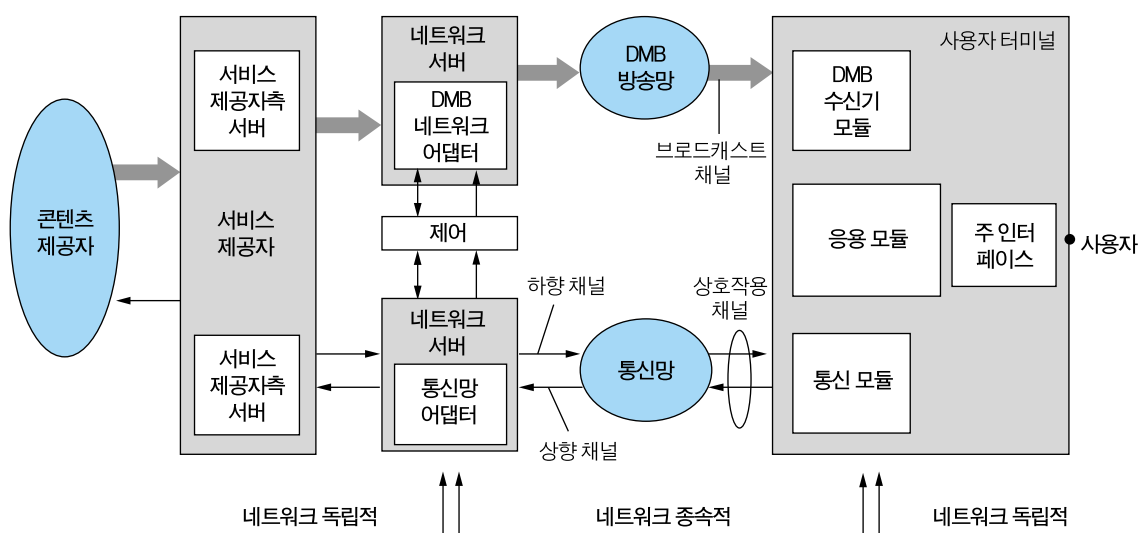 콘텐츠
제공자
서비스
제공자측
서버
서비스
제공자
서비스
제공자측
서버
네트워크
서버
DMB
네트워크
어댑터
제어
네트워크
서버
통신망
어댑터
DMB
방송망
브로드캐스트
채널
하향 채널
통신망
상향 채널
상호작용
채널
사용자 터미널
DMB
수신기
모듈
응용 모듈
주 인터
페이스
통신 모듈
사용자
네트워크 독립적
네트워크 종속적
네트워크 독립적